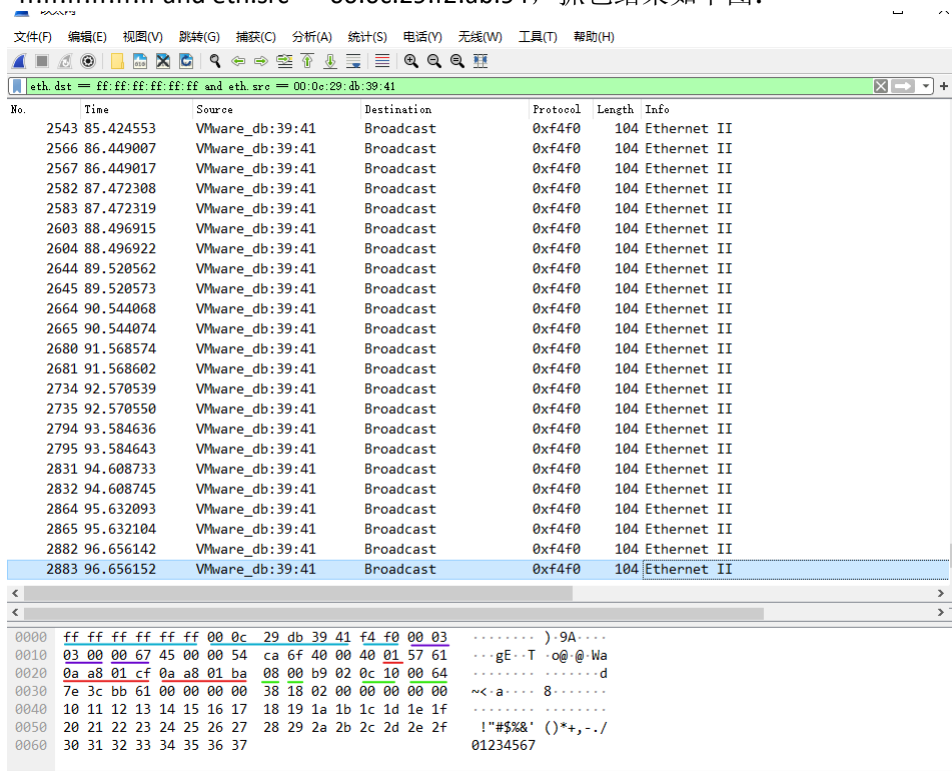 文件(F) 编辑(E) 视图(V) 跳转(G) 捕获(C) 分析(A) 统计(S) 电话(Y) 无线(W) 工具(T) 帮助(H)
eth.dst == ff:ff:ff:ff:ff:ff and eth.src == 00:0c:29:db:39:41
No. Time Source Destination Protocol Length Info
2543 85.424553 VMware_db:39:41 Broadcast 0xf4f0 104 Ethernet II
2566 86.449007 VMware_db:39:41 Broadcast 0xf4f0 104 Ethernet II
2567 86.449017 VMware_db:39:41 Broadcast 0xf4f0 104 Ethernet II
2582 87.472308 VMware_db:39:41 Broadcast 0xf4f0 104 Ethernet II
2583 87.472319 VMware_db:39:41 Broadcast 0xf4f0 104 Ethernet II
2603 88.496915 VMware_db:39:41 Broadcast 0xf4f0 104 Ethernet II
2604 88.496922 VMware_db:39:41 Broadcast 0xf4f0 104 Ethernet II
2644 89.520562 VMware_db:39:41 Broadcast 0xf4f0 104 Ethernet II
2645 89.520573 VMware_db:39:41 Broadcast 0xf4f0 104 Ethernet II
2664 90.544068 VMware_db:39:41 Broadcast 0xf4f0 104 Ethernet II
2665 90.544074 VMware_db:39:41 Broadcast 0xf4f0 104 Ethernet II
2680 91.568574 VMware_db:39:41 Broadcast 0xf4f0 104 Ethernet II
2681 91.568602 VMware_db:39:41 Broadcast 0xf4f0 104 Ethernet II
2734 92.570539 VMware_db:39:41 Broadcast 0xf4f0 104 Ethernet II
2735 92.570550 VMware_db:39:41 Broadcast 0xf4f0 104 Ethernet II
2794 93.584636 VMware_db:39:41 Broadcast 0xf4f0 104 Ethernet II
2795 93.584643 VMware_db:39:41 Broadcast 0xf4f0 104 Ethernet II
2831 94.608733 VMware_db:39:41 Broadcast 0xf4f0 104 Ethernet II
2832 94.608745 VMware_db:39:41 Broadcast 0xf4f0 104 Ethernet II
2864 95.632093 VMware_db:39:41 Broadcast 0xf4f0 104 Ethernet II
2865 95.632104 VMware_db:39:41 Broadcast 0xf4f0 104 Ethernet II
2882 96.656142 VMware_db:39:41 Broadcast 0xf4f0 104 Ethernet II
2883 96.656152 VMware_db:39:41 Broadcast 0xf4f0 104 Ethernet II
0000 ff ff ff ff ff ff 00 0c 29 db 39 41 f4 f0 00 03 ········ )·9A····
0010 03 00 00 67 45 00 00 54 ca 6f 40 00 40 01 57 61 ···gE··T ·o@·@·Wa
0020 0a a8 01 cf 0a a8 01 ba 08 00 b9 02 0c 10 00 64 ········ ·······d
0030 7e 3c bb 61 00 00 00 00 38 18 02 00 00 00 00 00 ~<·a···· 8·······
0040 10 11 12 13 14 15 16 17 18 19 1a 1b 1c 1d 1e 1f ········ ········
0050 20 21 22 23 24 25 26 27 28 29 2a 2b 2c 2d 2e 2f !"#$%&' ()*+,-./
0060 30 31 32 33 34 35 36 37 01234567